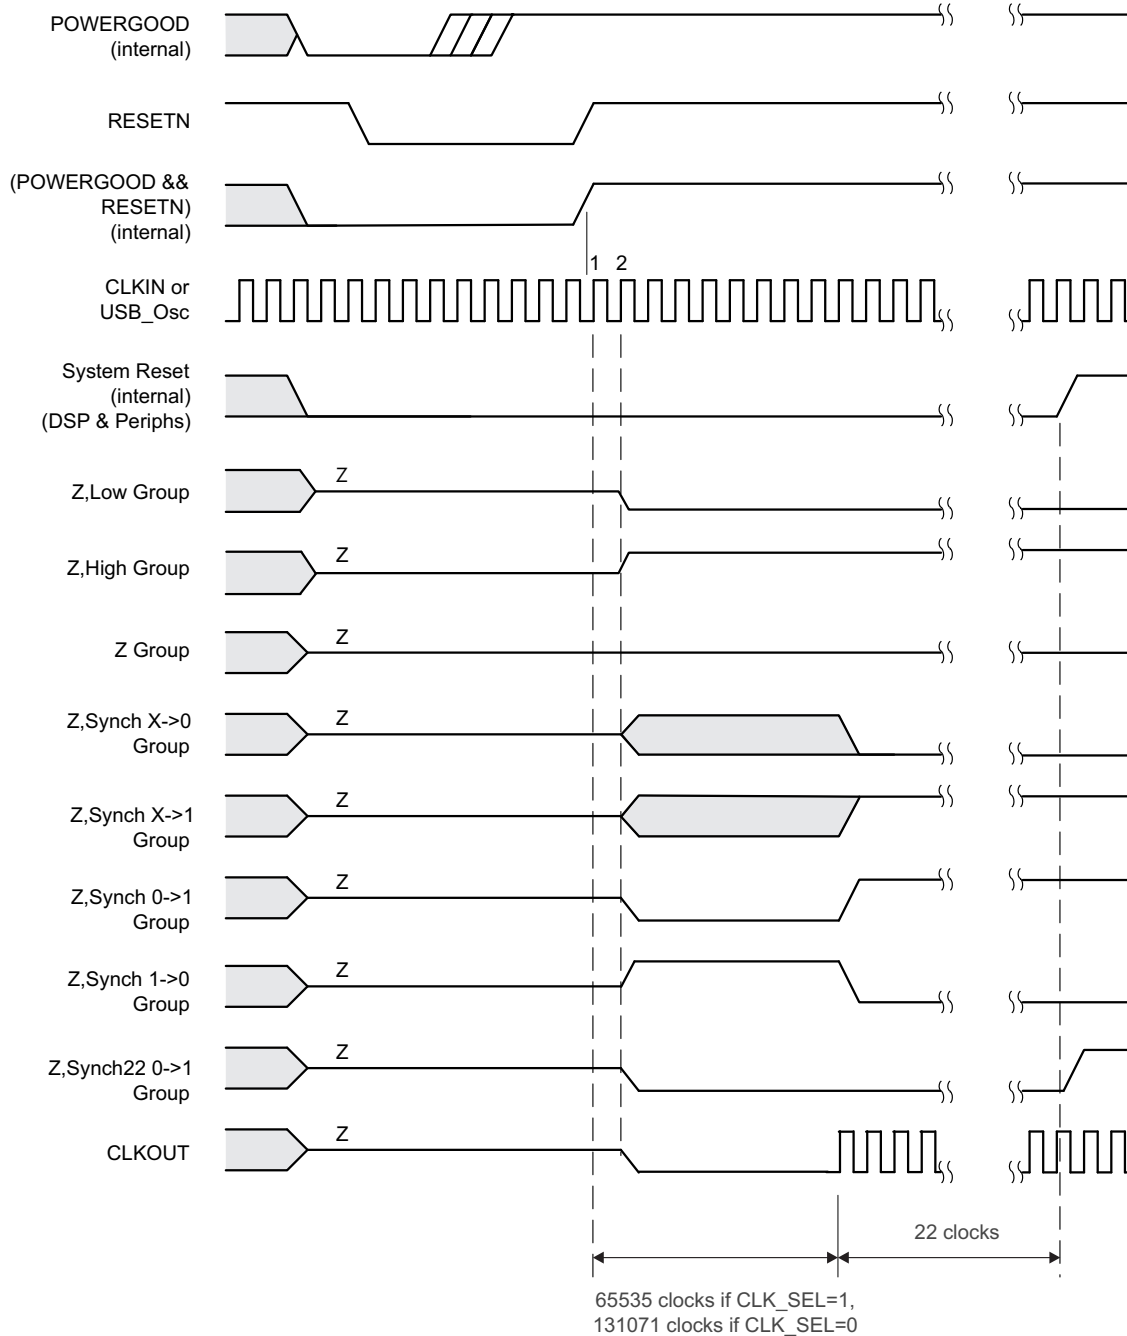 POWERGOOD
(internal)
RESETN
(POWERGOOD &&
RESETN)
(internal)
1 2
CLKIN or
USB_Osc
System Reset
(internal)
(DSP & Periphs)
Z
Z,Low Group
Z
Z,High Group
Z
Z Group
Z
Z,Synch X->0
Group
Z
Z,Synch X->1
Group
Z
Z,Synch 0->1
Group
Z
Z,Synch 1->0
Group
Z
Z,Synch22 0->1
Group
Z
CLKOUT
22 clocks
65535 clocks if CLK_SEL=1,
131071 clocks if CLK_SEL=0